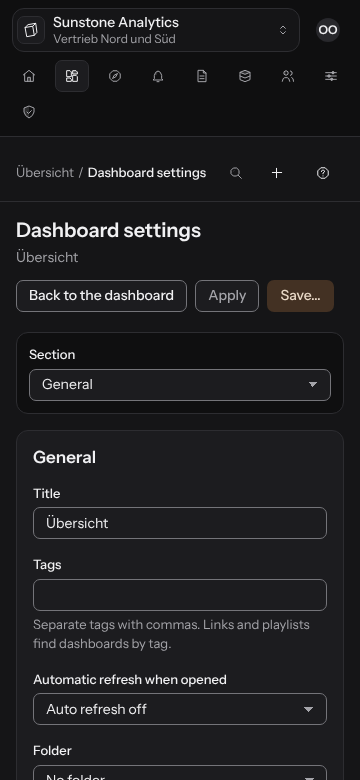 Sunstone Analytics
Vertrieb Nord und Süd
OO
Übersicht / Dashboard settings
Dashboard settings
Übersicht
Back to the dashboard
Apply
Save...
Section
General
General
Title
Übersicht
Tags
Separate tags with commas. Links and playlists
find dashboards by tag.
Automatic refresh when opened
Auto refresh off
Folder
No folder